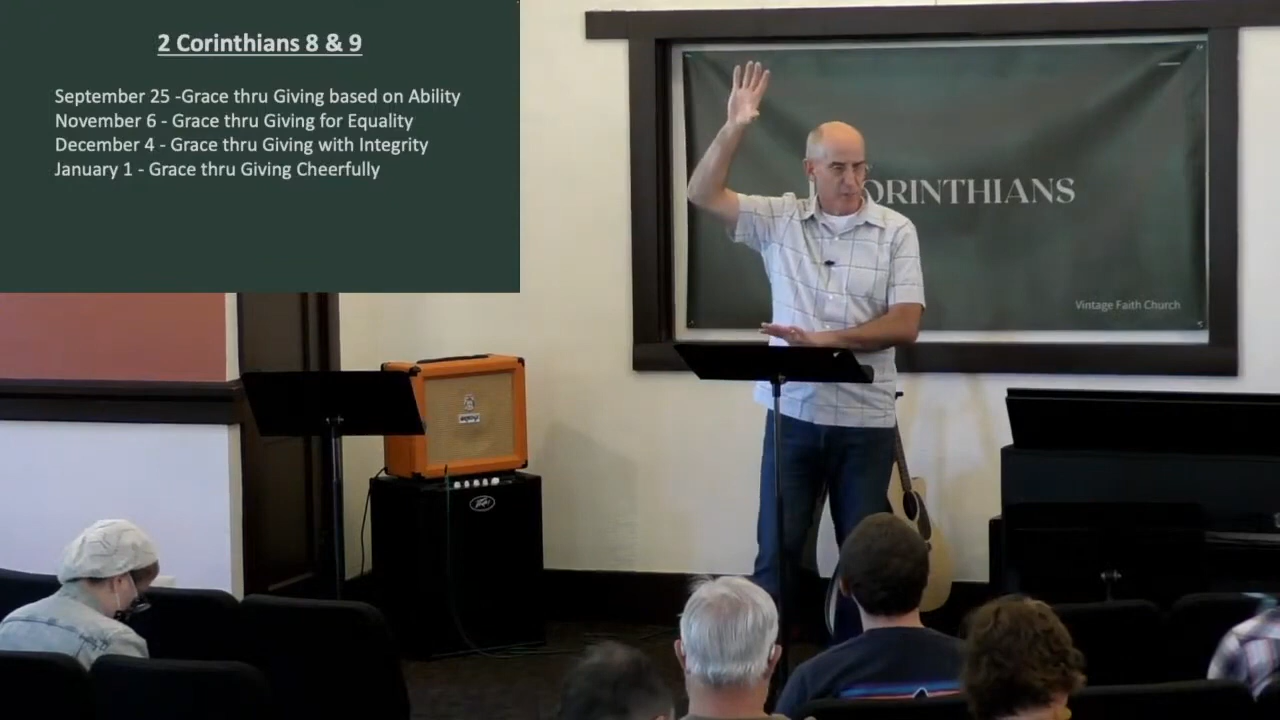 2 Corinthians 8 & 9
September 25 -Grace thru Giving based on Ability
November 6 - Grace thru Giving for Equality
December 4 - Grace thru Giving with Integrity
January 1 - Grace thru Giving Cheerfully
ORINTHIANS
Vintage Faith Church